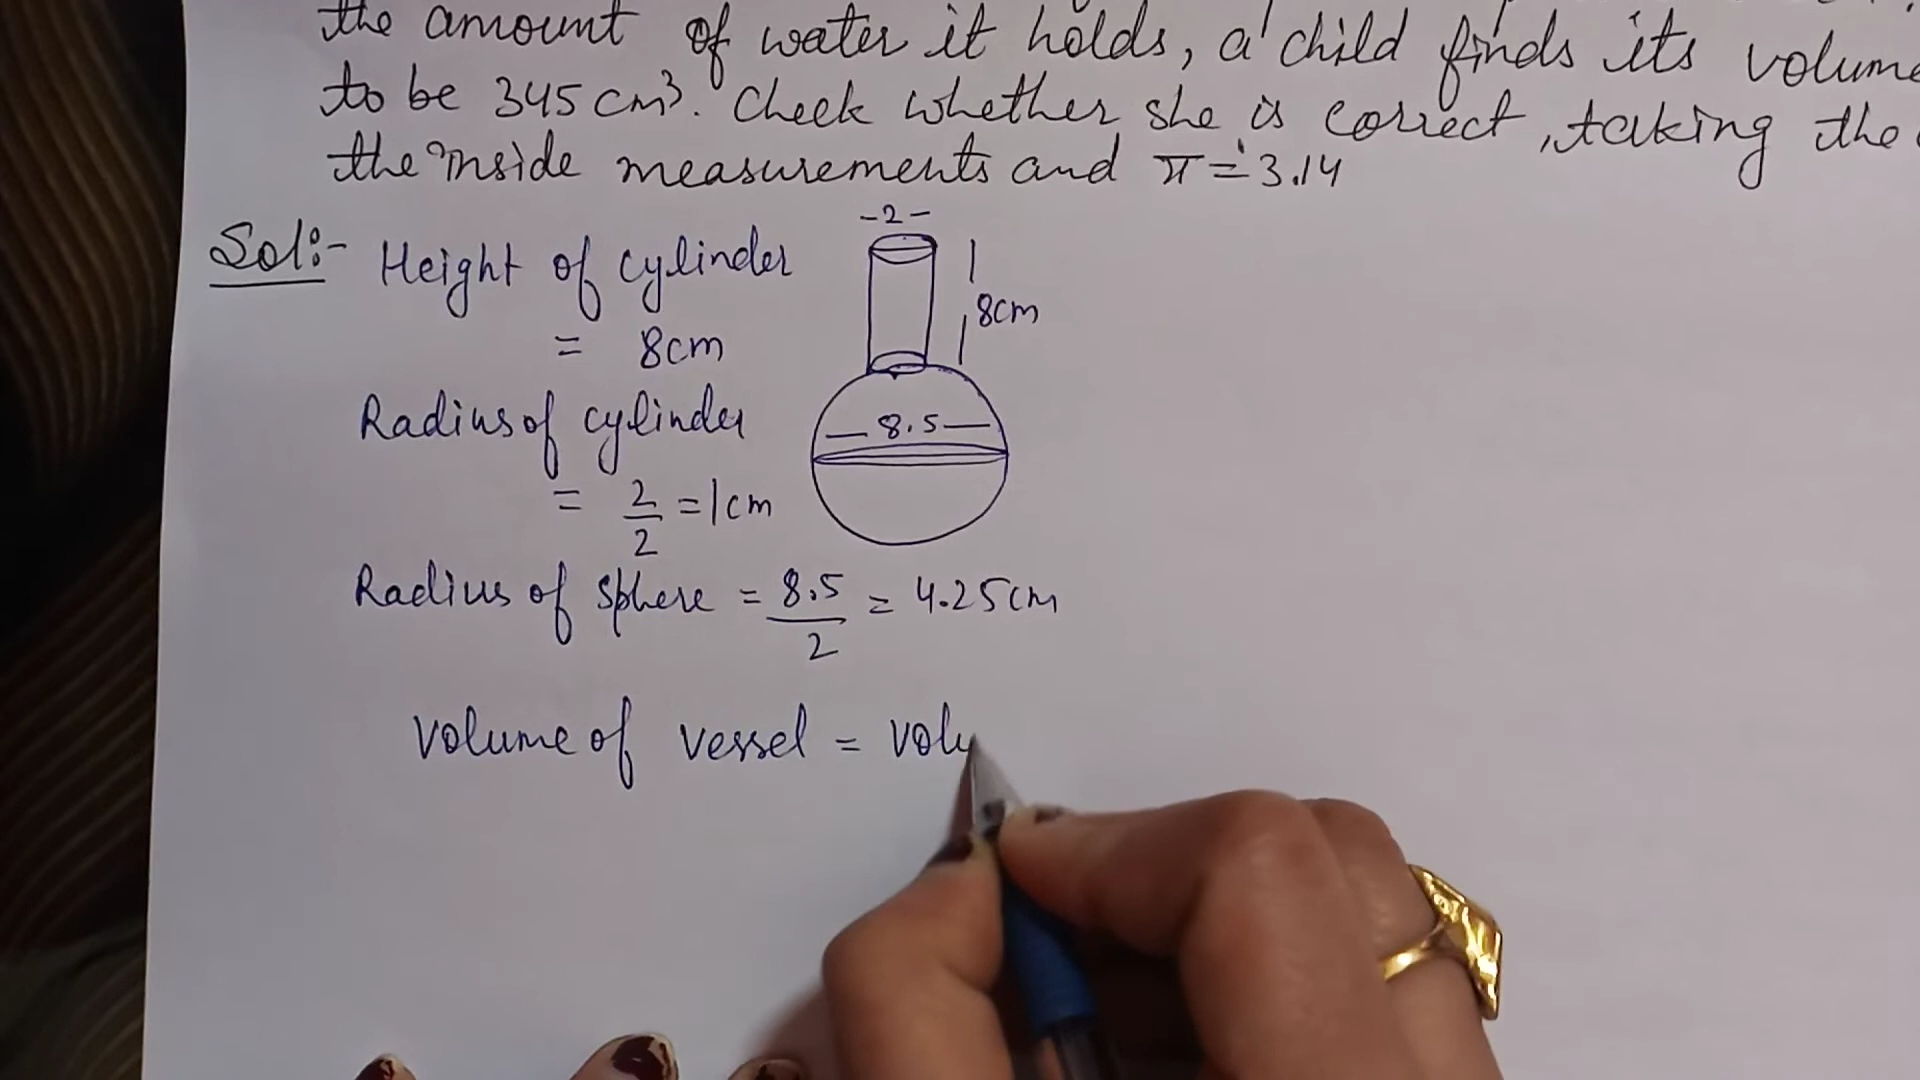 the amount of water it holds, a child finds its volume
to be 345 cm³. Check whether she is correct, taking the
the inside measurements and π = 3.14
Sol:- Height of cylinder
= 8cm
Radius of cylinder
= 2/2 = 1cm
-2-
8cm
8.5
Radius of sphere = 8.5/2 = 4.25cm
Volume of vessel = volu